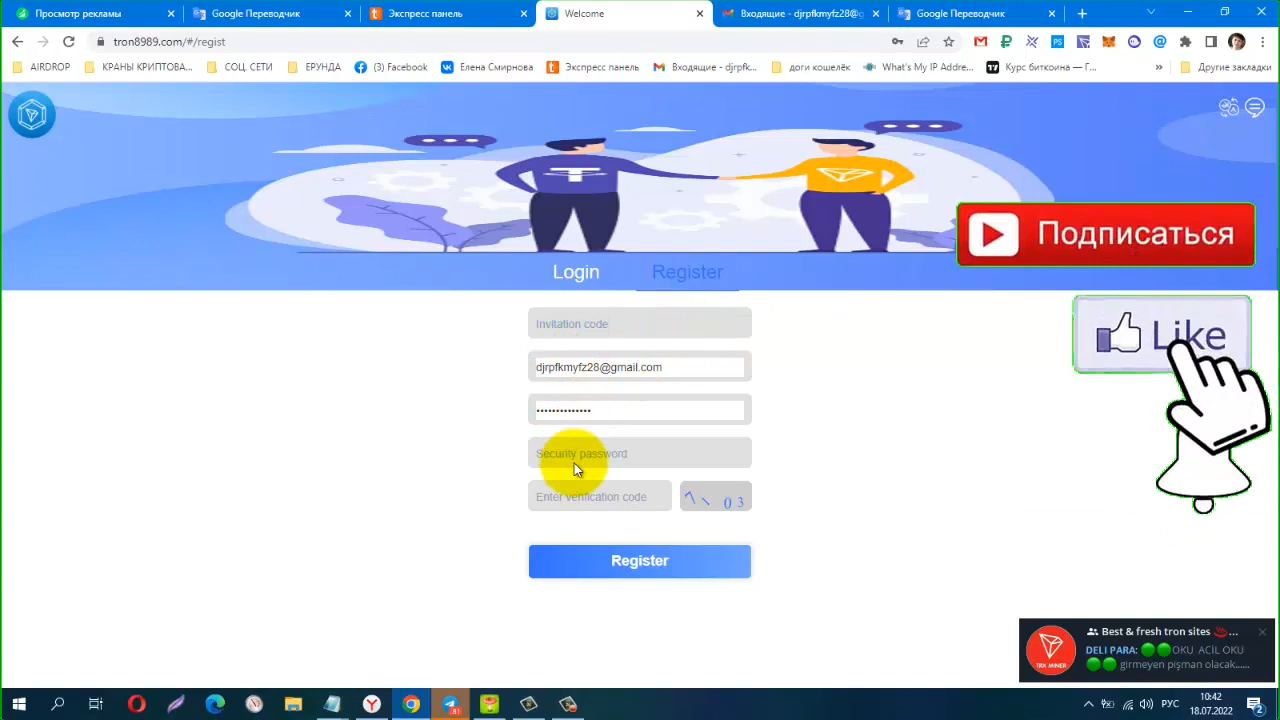 Просмотр рекламы
Google Переводчик
Экспресс панель
Welcome
Входящие - djrpfkmyfz28@g
Google Переводчик
tron8989.com/#/regist
AIRDROP
КРАНЫ КРИПТОВА...
СОЦ. СЕТИ
ЕРУНДА
(3) Facebook
Елена Смирнова
Экспресс панель
Входящие - djrpfk...
доги кошелёк
What's My IP Addre...
Курс биткоина — Г...
»
Другие закладки
Подписаться
Login
Register
Like
Invitation code
djrpfkmyfz28@gmail.com
••••••••••••••
Security password
Enter verification code
0 3
Register
Best & fresh tron sites ...
DELI PARA: OKU ACİL OKU
girmeyen pişman olacak......
TRX MINER
РУС
10:42
18.07.2022